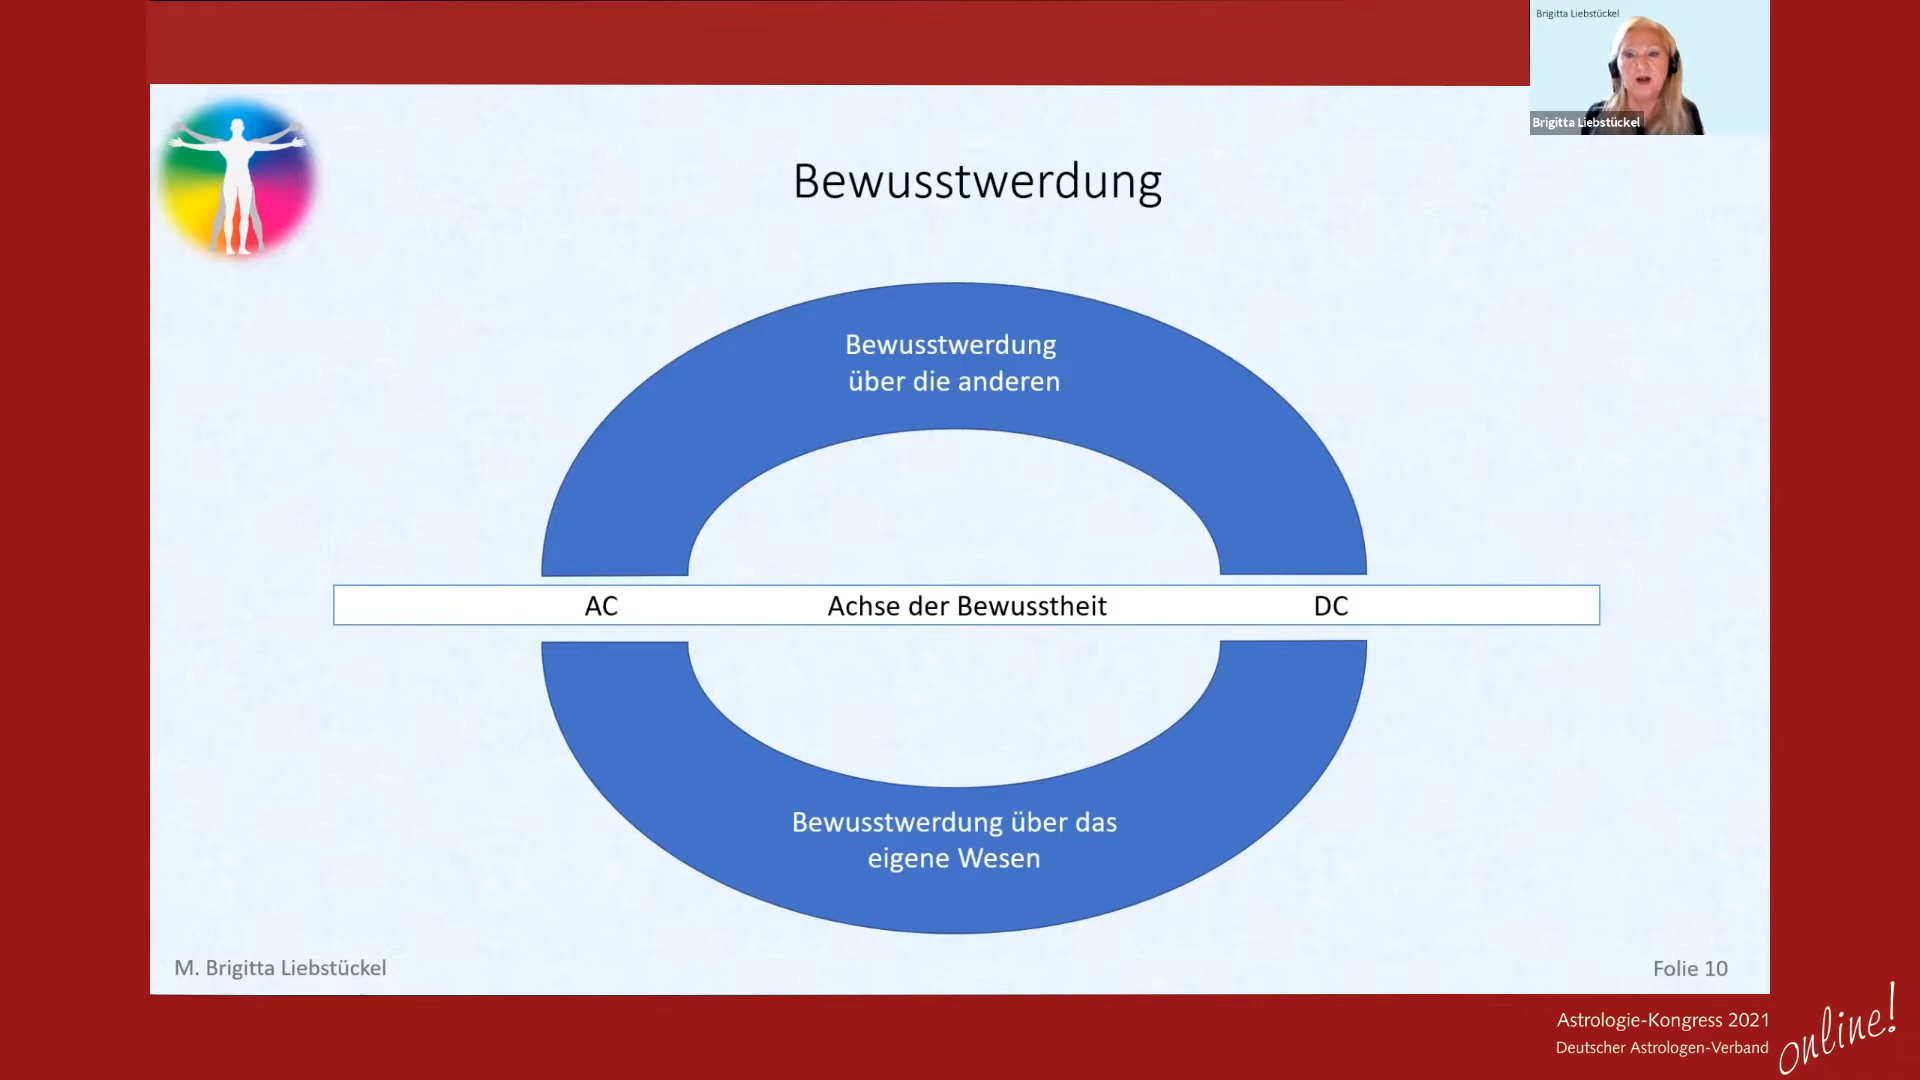 Brigitta Liebstückel
Brigitta Liebstückel
Bewusstwerdung
Bewusstwerdung
über die anderen
AC Achse der Bewusstheit DC
Bewusstwerdung über das
eigene Wesen
M. Brigitta Liebstückel
Folie 10
Astrologie-Kongress 2021
Deutscher Astrologen-Verband
online!